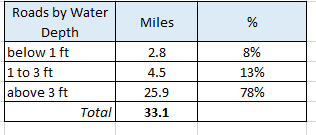 Roads by Water Depth Miles %
below 1 ft 2.8 8%
1 to 3 ft 4.5 13%
above 3 ft 25.9 78%
Total 33.1